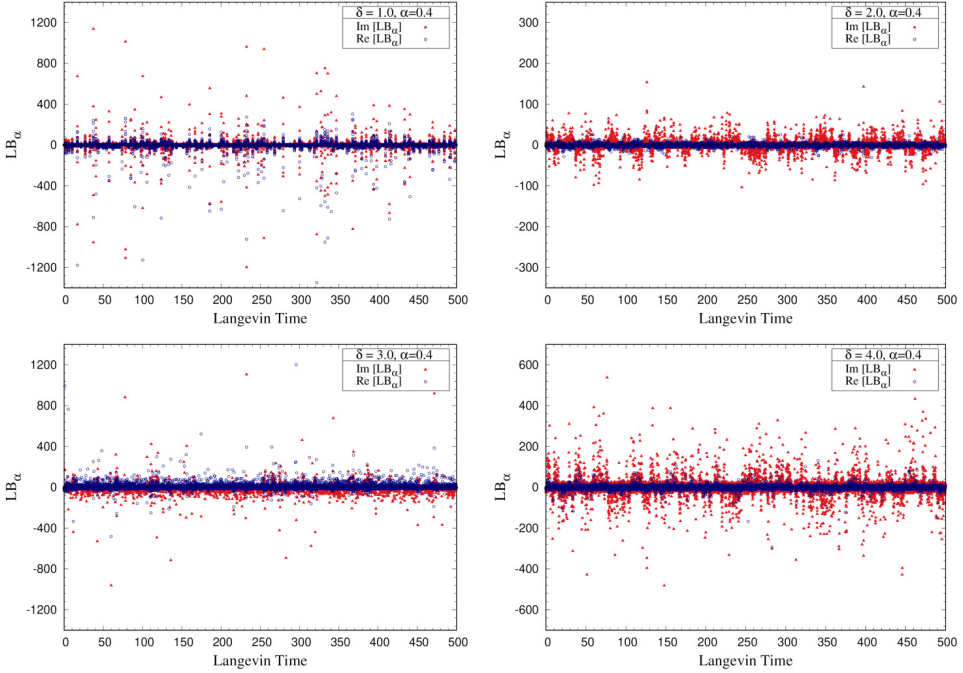 δ = 1.0, α=0.4
Im [LBα]
Re [LBα]
1200
800
400
0
-400
-800
-1200
LBα
0 50 100 150 200 250 300 350 400 450 500
Langevin Time
δ = 2.0, α=0.4
Im [LBα]
Re [LBα]
300
200
100
0
-100
-200
-300
LBα
0 50 100 150 200 250 300 350 400 450 500
Langevin Time
δ = 3.0, α=0.4
Im [LBα]
Re [LBα]
1200
800
400
0
-400
-800
-1200
LBα
0 50 100 150 200 250 300 350 400 450 500
Langevin Time
δ = 4.0, α=0.4
Im [LBα]
Re [LBα]
600
400
200
0
-200
-400
-600
LBα
0 50 100 150 200 250 300 350 400 450 500
Langevin Time